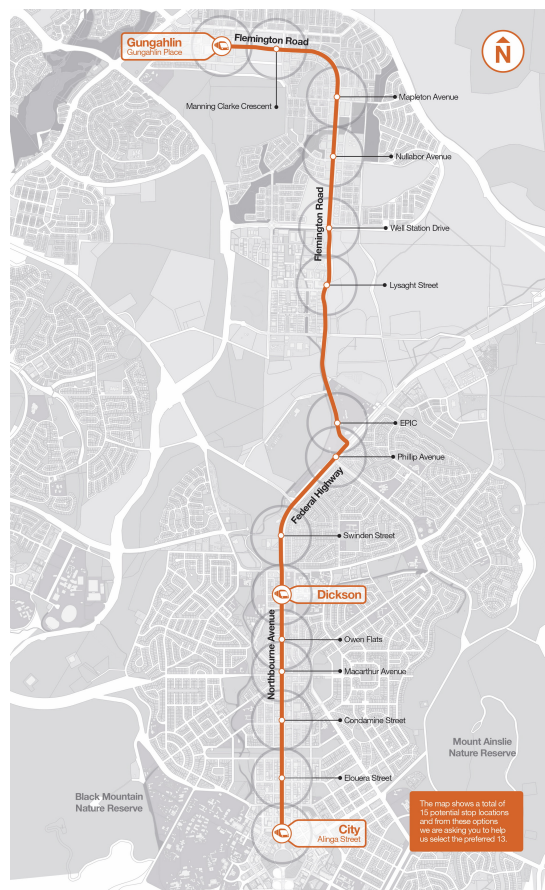 Gungahlin
Gungahlin Place
Flemington Road
N
Manning Clarke Crescent
Mapleton Avenue
Nullabor Avenue
Flemington Road
Well Station Drive
Lysaght Street
EPIC
Phillip Avenue
Federal Highway
Swinden Street
Dickson
Northbourne Avenue
Owen Flats
Macarthur Avenue
Condamine Street
Mount Ainslie
Nature Reserve
Elouera Street
Black Mountain
Nature Reserve
City
Alinga Street
The map shows a total of
15 potential stop locations
and from these options
we are asking you to help
us select the preferred 13.